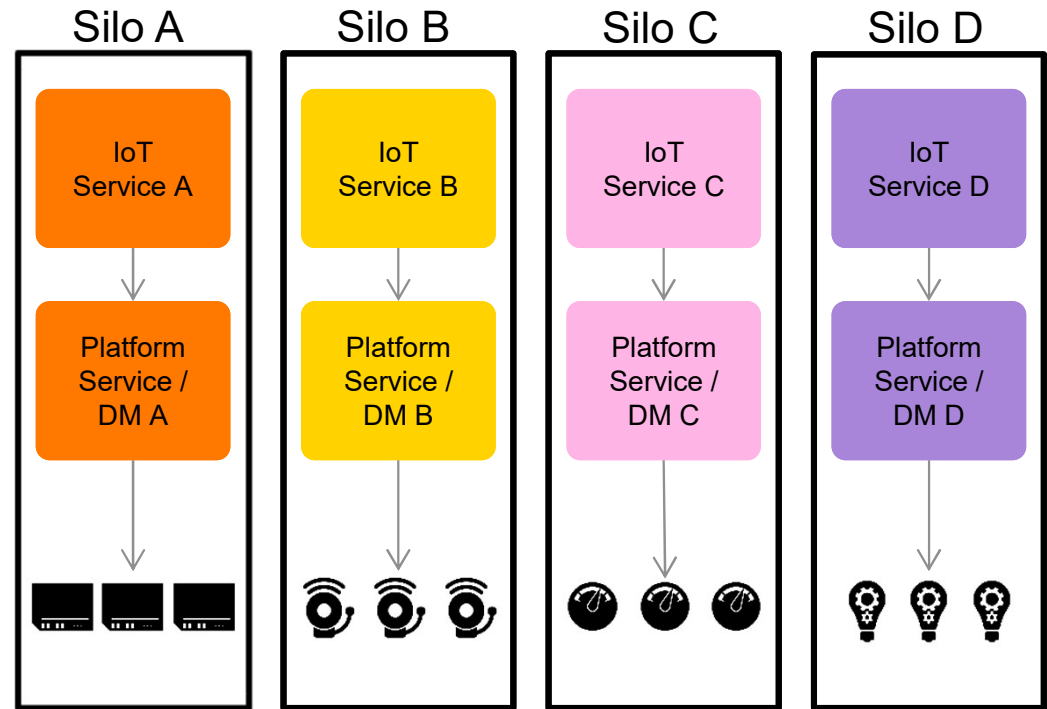 Silo A
Silo B
Silo C
Silo D
IoT
Service A
IoT
Service B
IoT
Service C
IoT
Service D
Platform
Service /
DM A
Platform
Service /
DM B
Platform
Service /
DM C
Platform
Service /
DM D